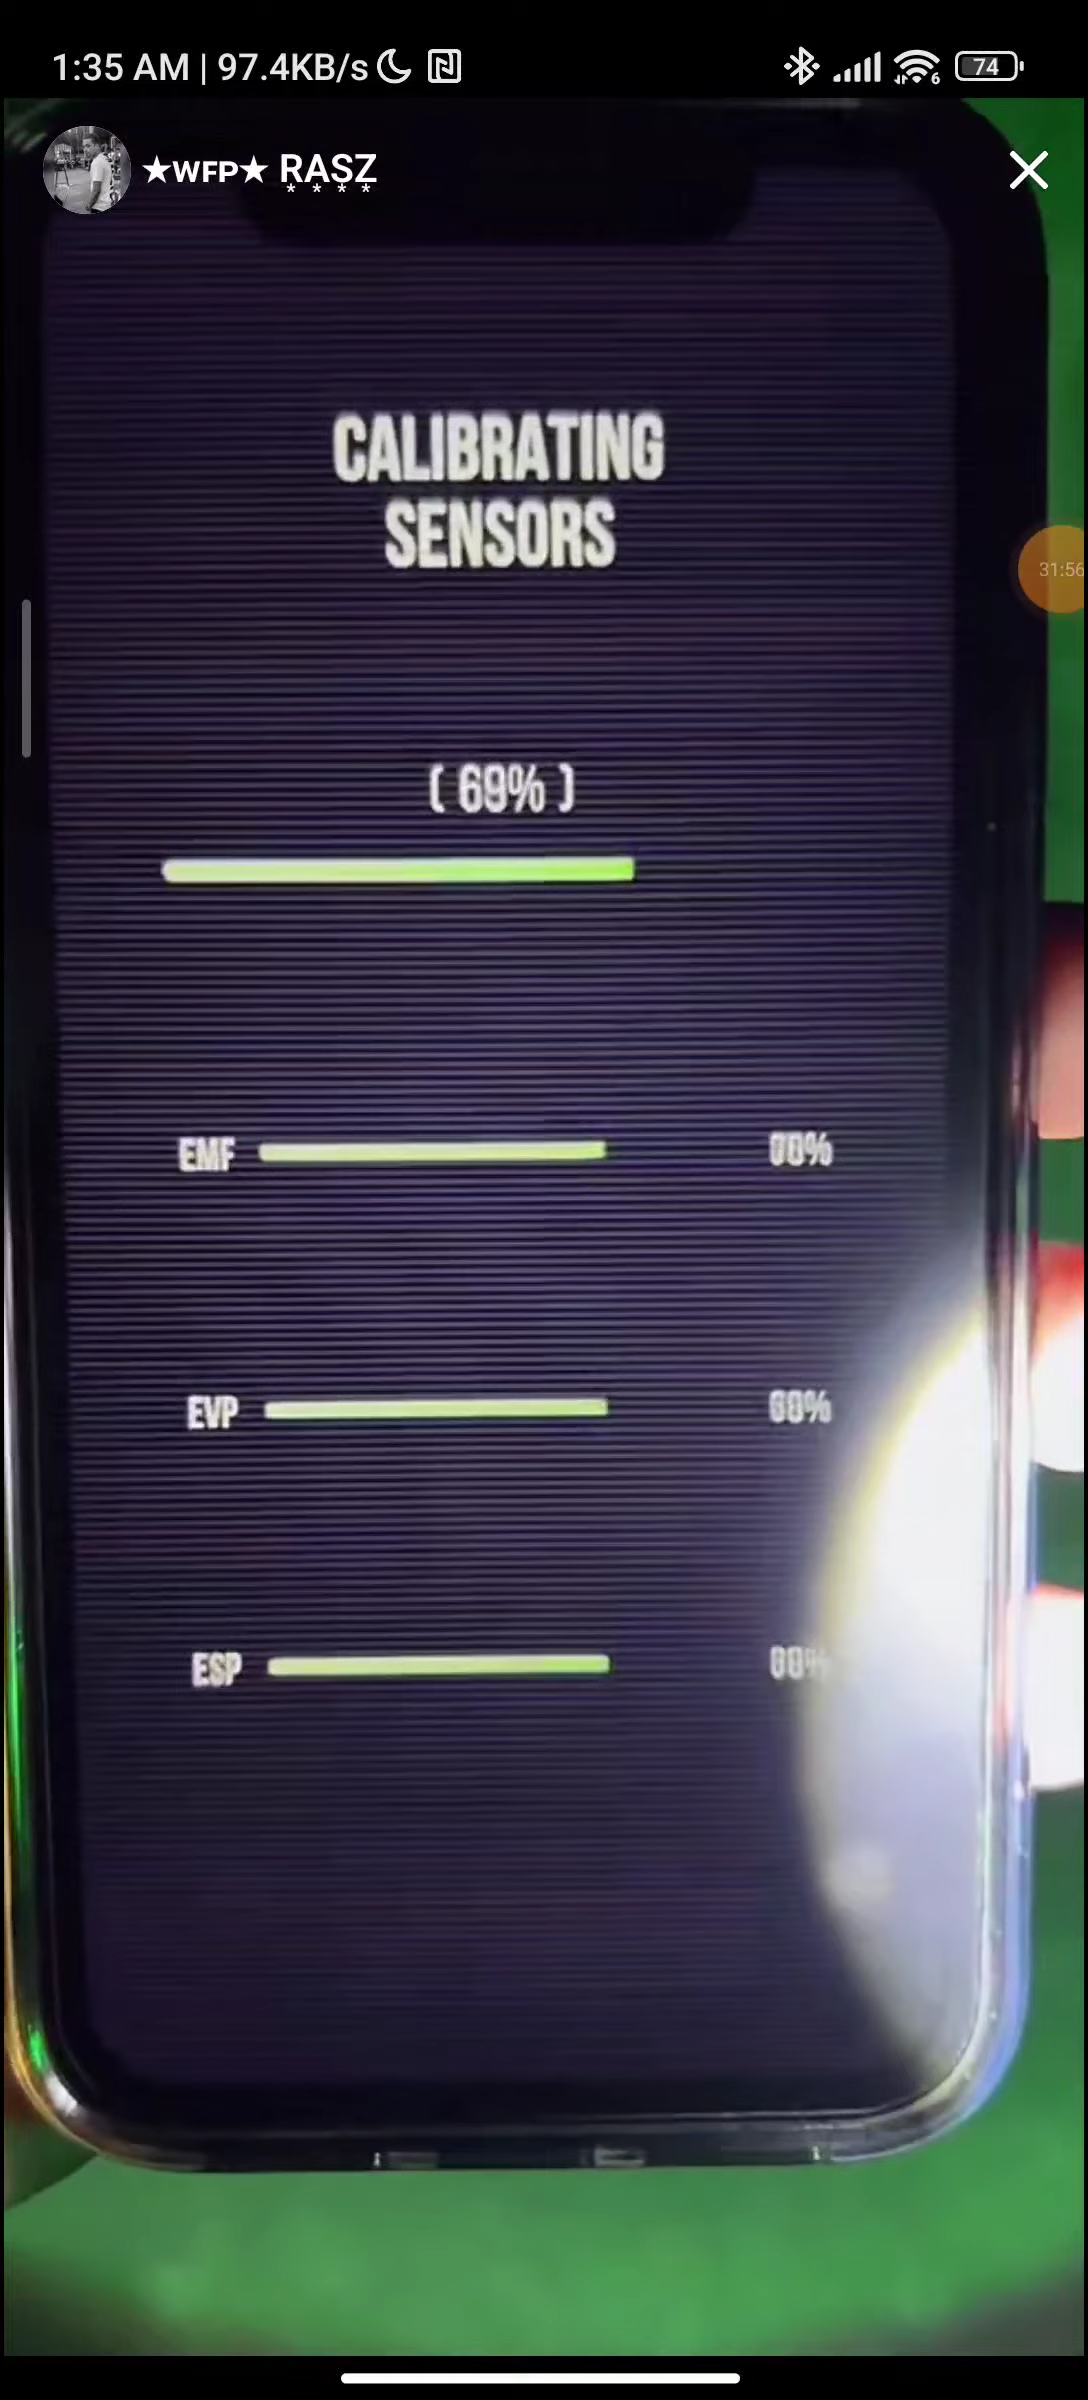 1:35 AM | 97.4KB/s
74
★WFP★ RASZ
* * * *
CALIBRATING
SENSORS
31:56
( 69% )
EMF
EVP
ESP